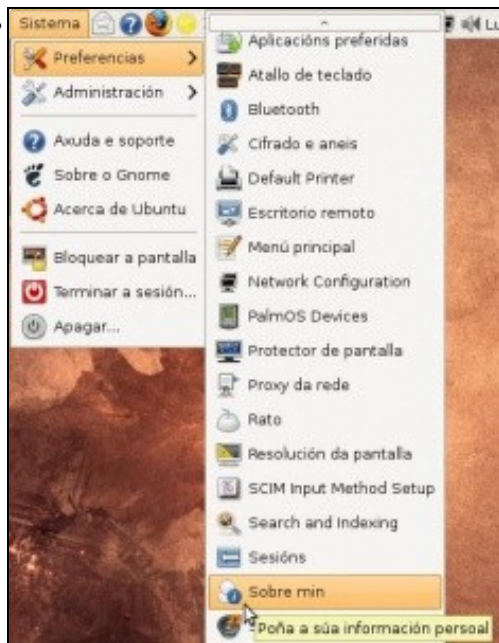 Sistema
Preferencias
Administración
Axuda e soporte
Sobre o Gnome
Acerca de Ubuntu
Bloquear a pantalla
Terminar a sesión...
Apagar...
Lu
Aplicacións preferidas
Atallo de teclado
Bluetooth
Cifrado e aneis
Default Printer
Escritorio remoto
Menú principal
Network Configuration
PalmOS Devices
Protector de pantalla
Proxy da rede
Rato
Resolución da pantalla
SCIM Input Method Setup
Search and Indexing
Sesións
Sobre min
Poña a súa información persoal